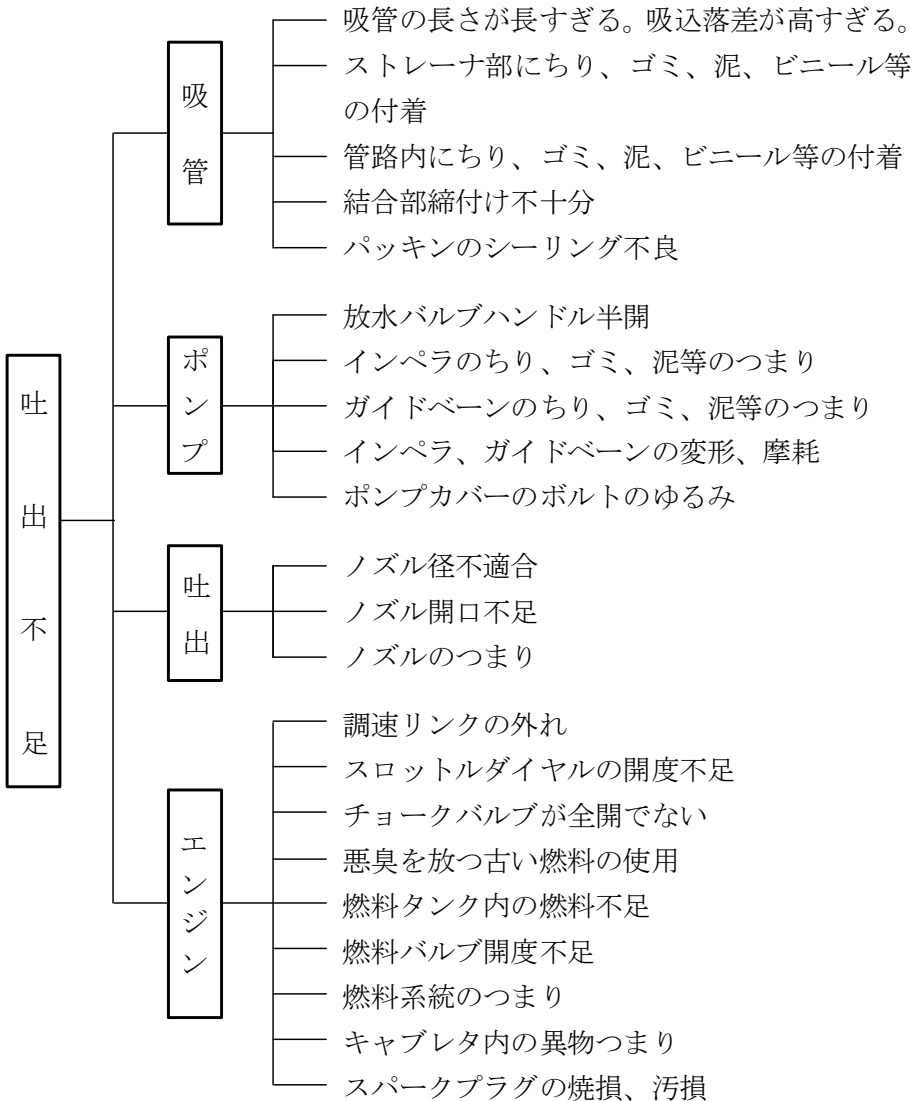 吐出不足
吸管
吸管の長さが長すぎる。吸込落差が高すぎる。
ストレーナ部にちり、ゴミ、泥、ビニール等
の付着
管路内にちり、ゴミ、泥、ビニール等の付着
結合部締付け不十分
パッキンのシーリング不良
ポンプ
放水バルブハンドル半開
インペラのちり、ゴミ、泥等のつまり
ガイドベーンのちり、ゴミ、泥等のつまり
インペラ、ガイドベーンの変形、摩耗
ポンプカバーのボルトのゆるみ
吐出
ノズル径不適合
ノズル開口不足
ノズルのつまり
エンジン
調速リンクの外れ
スロットルダイヤルの開度不足
チョークバルブが全開でない
悪臭を放つ古い燃料の使用
燃料タンク内の燃料不足
燃料バルブ開度不足
燃料系統のつまり
キャブレタ内の異物つまり
スパークプラグの焼損、汚損